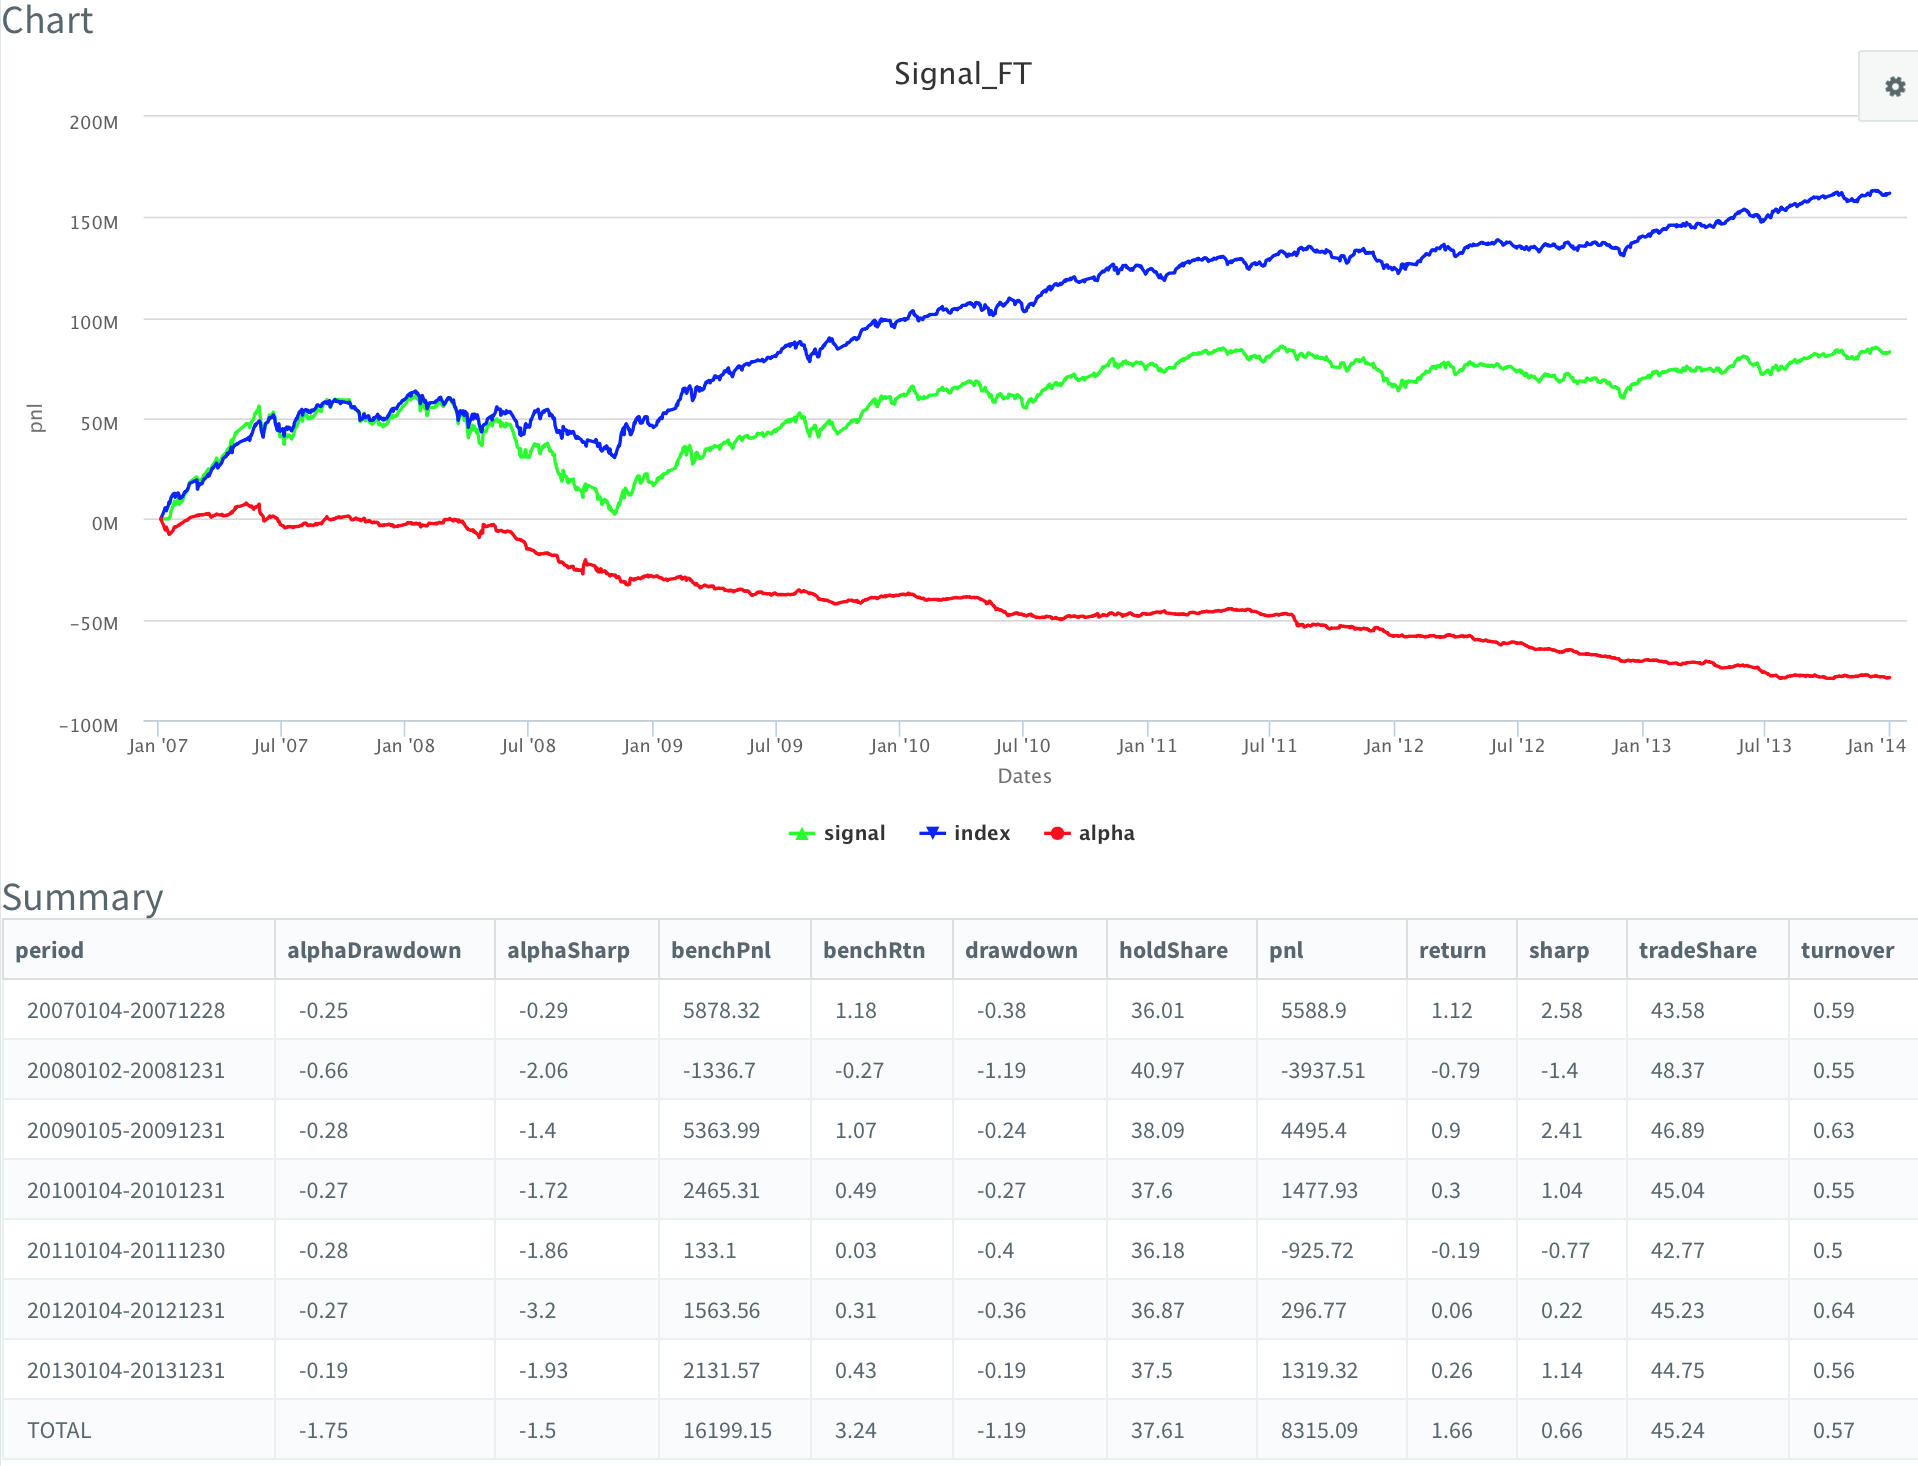 Chart
Signal_FT
200M
150M
100M
50M
0M
-50M
-100M
pnl
Jan '07 Jul '07 Jan '08 Jul '08 Jan '09 Jul '09 Jan '10 Jul '10 Jan '11 Jul '11 Jan '12 Jul '12 Jan '13 Jul '13 Jan '14
Dates
signal index alpha
Summary
period alphaDrawdown alphaSharp benchPnl benchRtn drawdown holdShare pnl return sharp tradeShare turnover
20070104-20071228 -0.25 -0.29 5878.32 1.18 -0.38 36.01 5588.9 1.12 2.58 43.58 0.59
20080102-20081231 -0.66 -2.06 -1336.7 -0.27 -1.19 40.97 -3937.51 -0.79 -1.4 48.37 0.55
20090105-20091231 -0.28 -1.4 5363.99 1.07 -0.24 38.09 4495.4 0.9 2.41 46.89 0.63
20100104-20101231 -0.27 -1.72 2465.31 0.49 -0.27 37.6 1477.93 0.3 1.04 45.04 0.55
20110104-20111230 -0.28 -1.86 133.1 0.03 -0.4 36.18 -925.72 -0.19 -0.77 42.77 0.5
20120104-20121231 -0.27 -3.2 1563.56 0.31 -0.36 36.87 296.77 0.06 0.22 45.23 0.64
20130104-20131231 -0.19 -1.93 2131.57 0.43 -0.19 37.5 1319.32 0.26 1.14 44.75 0.56
TOTAL -1.75 -1.5 16199.15 3.24 -1.19 37.61 8315.09 1.66 0.66 45.24 0.57